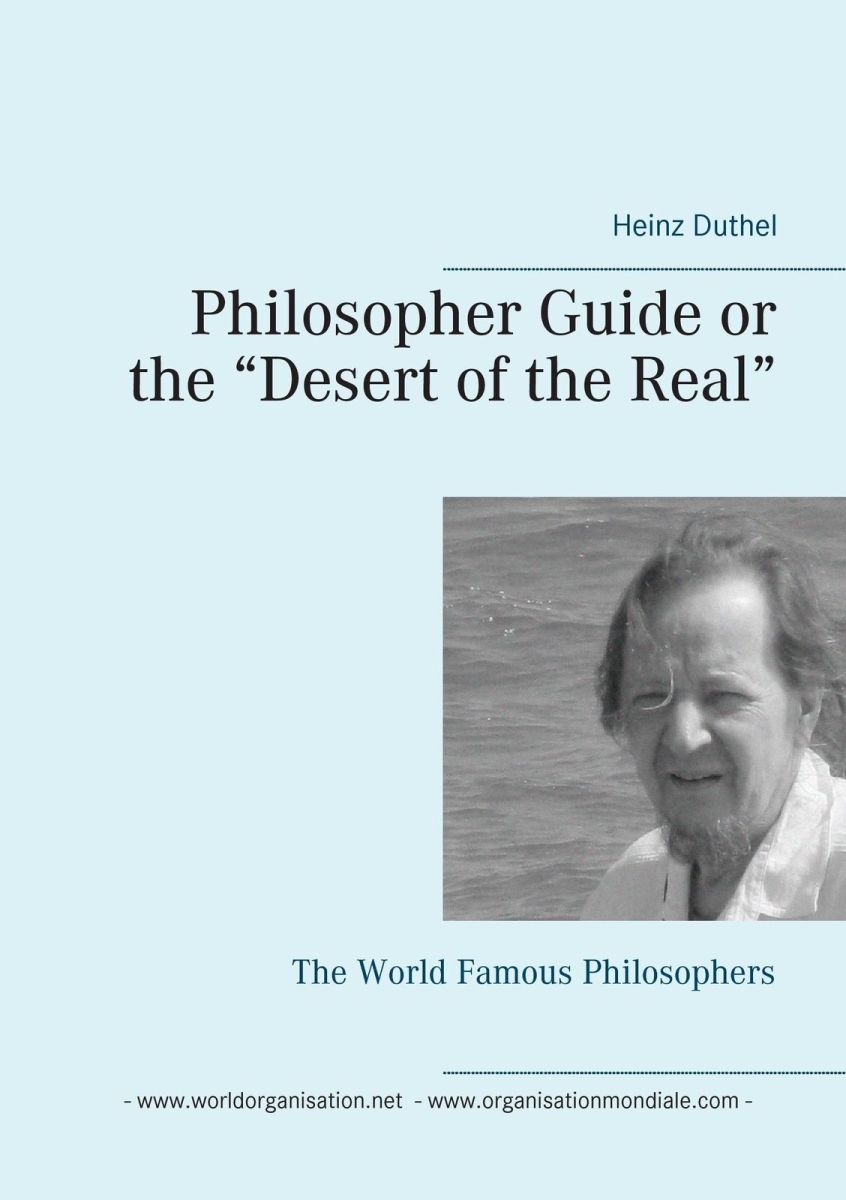 Heinz Duthel
Philosopher Guide or
the “Desert of the Real”
The World Famous Philosophers
- www.worldorganisation.net - www.organisationmondiale.com -